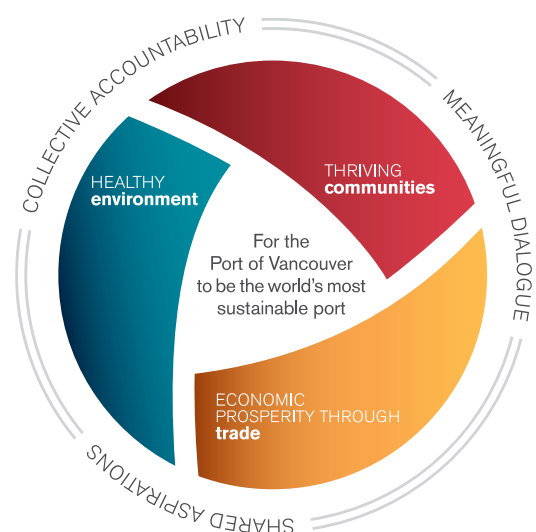 COLLECTIVE ACCOUNTABILITY
MEANINGFUL DIALOGUE
THRIVING
communities
HEALTHY
environment
For the
Port of Vancouver
to be the world's most
sustainable port
ECONOMIC
PROSPERITY THROUGH
trade
SHARED ASPIRATIONS